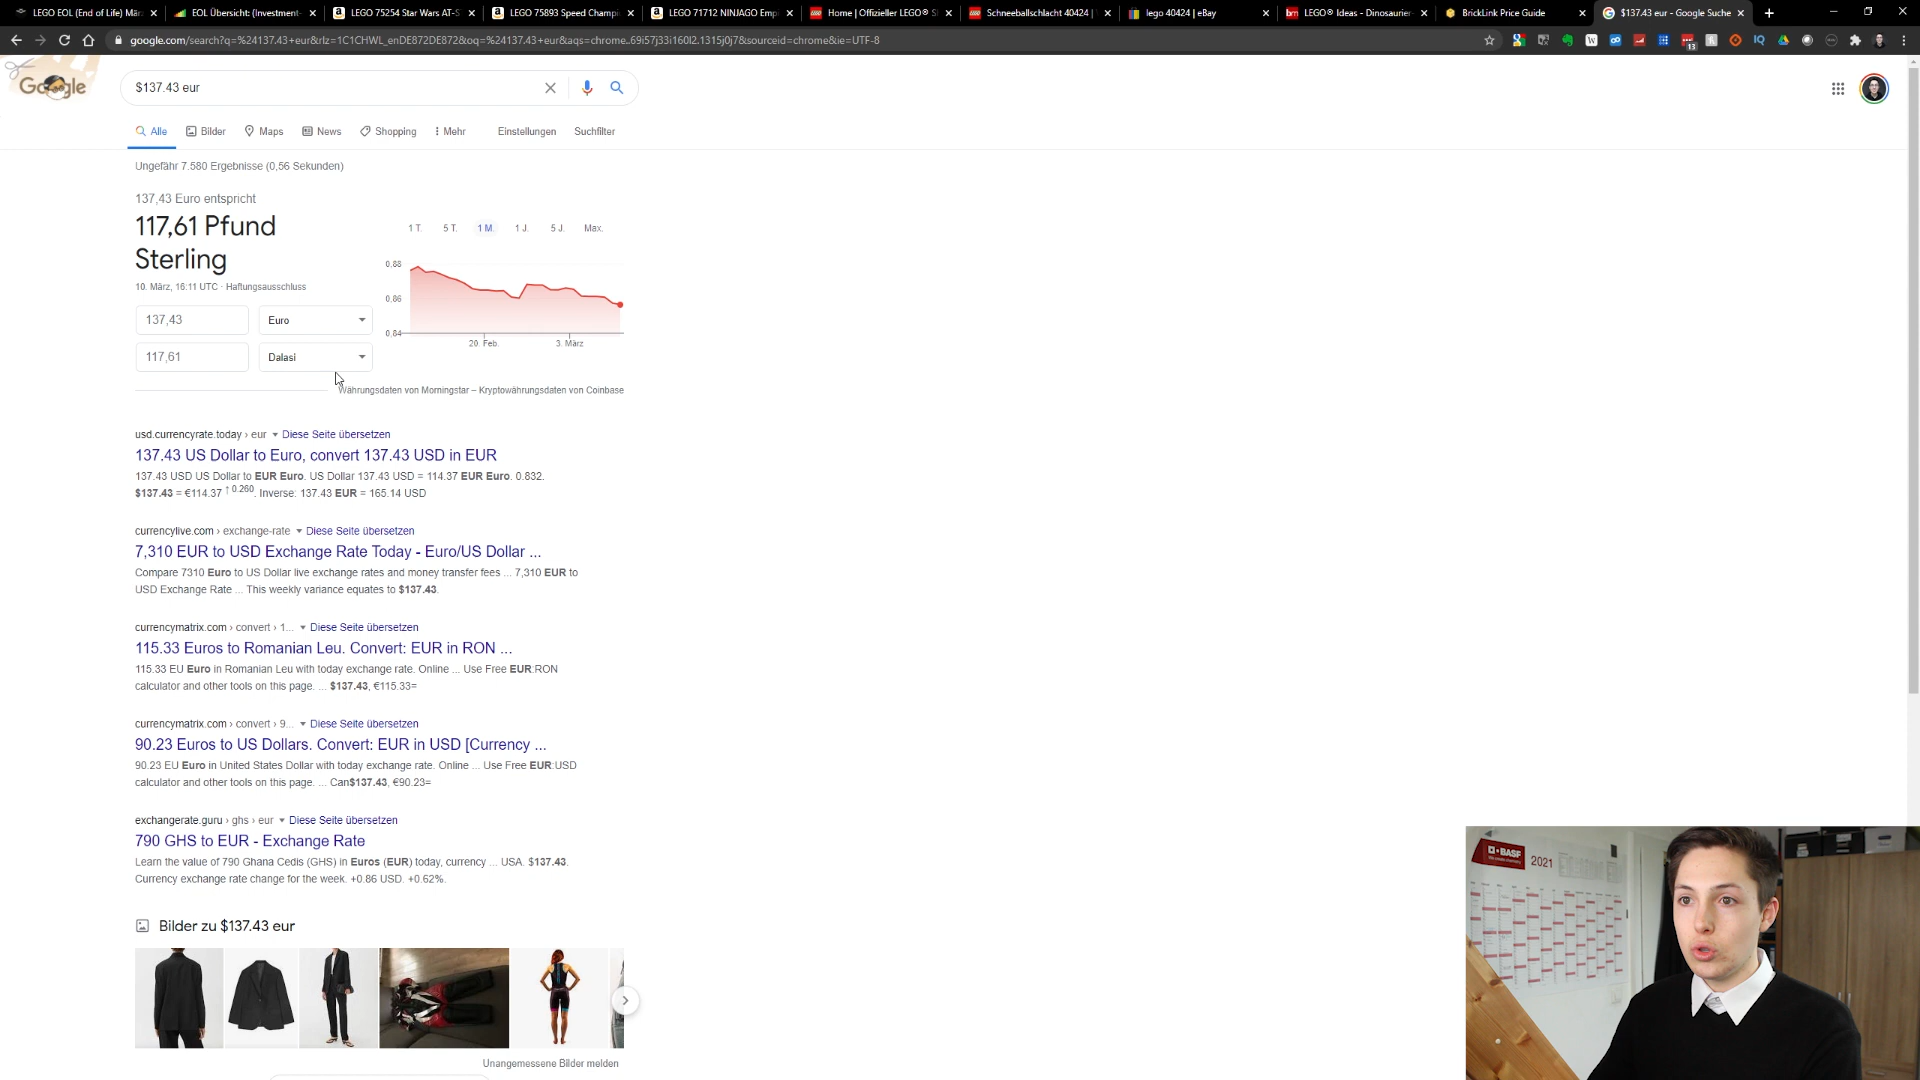 LEGO EOL (End of Life) Mär
EOL Übersicht: (Investment-
LEGO 75254 Star Wars AT-S
LEGO 75893 Speed Champi
LEGO 71712 NINJAGO Emp
Home | Offizieller LEGO® S
Schneeballschlacht 40424 |
lego 40424 | eBay
LEGO® Ideas - Dinosaurier
BrickLink Price Guide
$137.43 eur - Google Suche
google.com/search?q=%24137.43+eur&rlz=1C1CHWL_enDE872DE872&oq=%24137.43+eur&aqs=chrome..69i57j33i160l2.1315j0j7&sourceid=chrome&ie=UTF-8
Google
$137.43 eur
Alle
Bilder
Maps
News
Shopping
Mehr
Einstellungen
Suchfilter
Ungefähr 7.580 Ergebnisse (0,56 Sekunden)
137,43 Euro entspricht
117,61 Pfund
Sterling
10. März, 16:11 UTC · Haftungsausschluss
137,43
Euro
117,61
Dalasi
1 T.
5 T.
1 M.
1 J.
5 J.
Max.
0,88
0,86
0,84
20. Feb.
3. März
Währungsdaten von Morningstar – Kryptowährungsdaten von Coinbase
usd.currencyrate.today › eur Diese Seite übersetzen
137.43 US Dollar to Euro, convert 137.43 USD in EUR
137.43 USD US Dollar to EUR Euro. US Dollar 137.43 USD = 114.37 EUR Euro. 0.832.
$137.43 = €114.37 ↑ 0.260. Inverse: 137.43 EUR = 165.14 USD
currencylive.com › exchange-rate Diese Seite übersetzen
7,310 EUR to USD Exchange Rate Today - Euro/US Dollar ...
Compare 7310 Euro to US Dollar live exchange rates and money transfer fees ... 7,310 EUR to
USD Exchange Rate ... This weekly variance equates to $137.43.
currencymatrix.com › convert › 1... Diese Seite übersetzen
115.33 Euros to Romanian Leu. Convert: EUR in RON ...
115.33 EU Euro in Romanian Leu with today exchange rate. Online ... Use Free EUR:RON
calculator and other tools on this page. ... $137.43, €115.33=
currencymatrix.com › convert › 9... Diese Seite übersetzen
90.23 Euros to US Dollars. Convert: EUR in USD [Currency ...
90.23 EU Euro in United States Dollar with today exchange rate. Online ... Use Free EUR:USD
calculator and other tools on this page. ... Can$137.43, €90.23=
exchangerate.guru › ghs › eur Diese Seite übersetzen
790 GHS to EUR - Exchange Rate
Learn the value of 790 Ghana Cedis (GHS) in Euros (EUR) today, currency ... USA. $137.43.
Currency exchange rate change for the week. +0.86 USD. +0.62%.
Bilder zu $137.43 eur
Unangemessene Bilder melden
BASF
2021